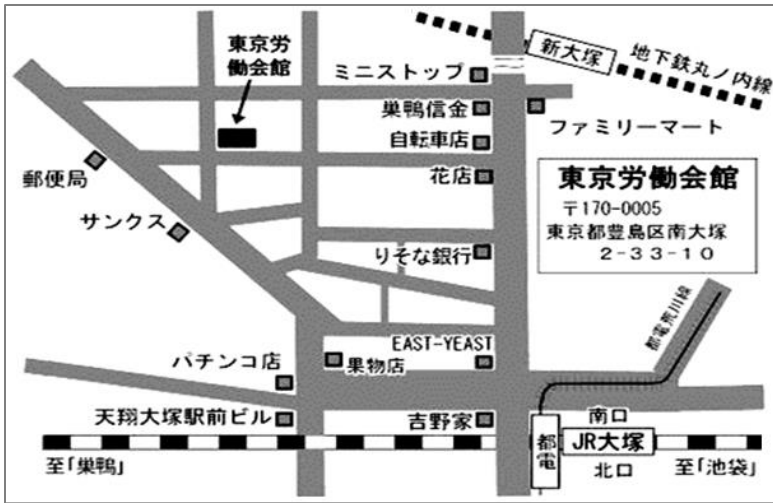 東京労
働会館
ミニストップ
新大塚
地下鉄丸ノ内線
巣鴨信金
ファミリーマート
自転車店
郵便局
花店
東京労働会館
〒170-0005
東京都豊島区南大塚
2-33-10
サンクス
りそな銀行
都電荒川線
EAST-YEAST
パチンコ店
果物店
天翔大塚駅前ビル
吉野家
都電
南口
JR大塚
北口
至「巣鴨」
至「池袋」